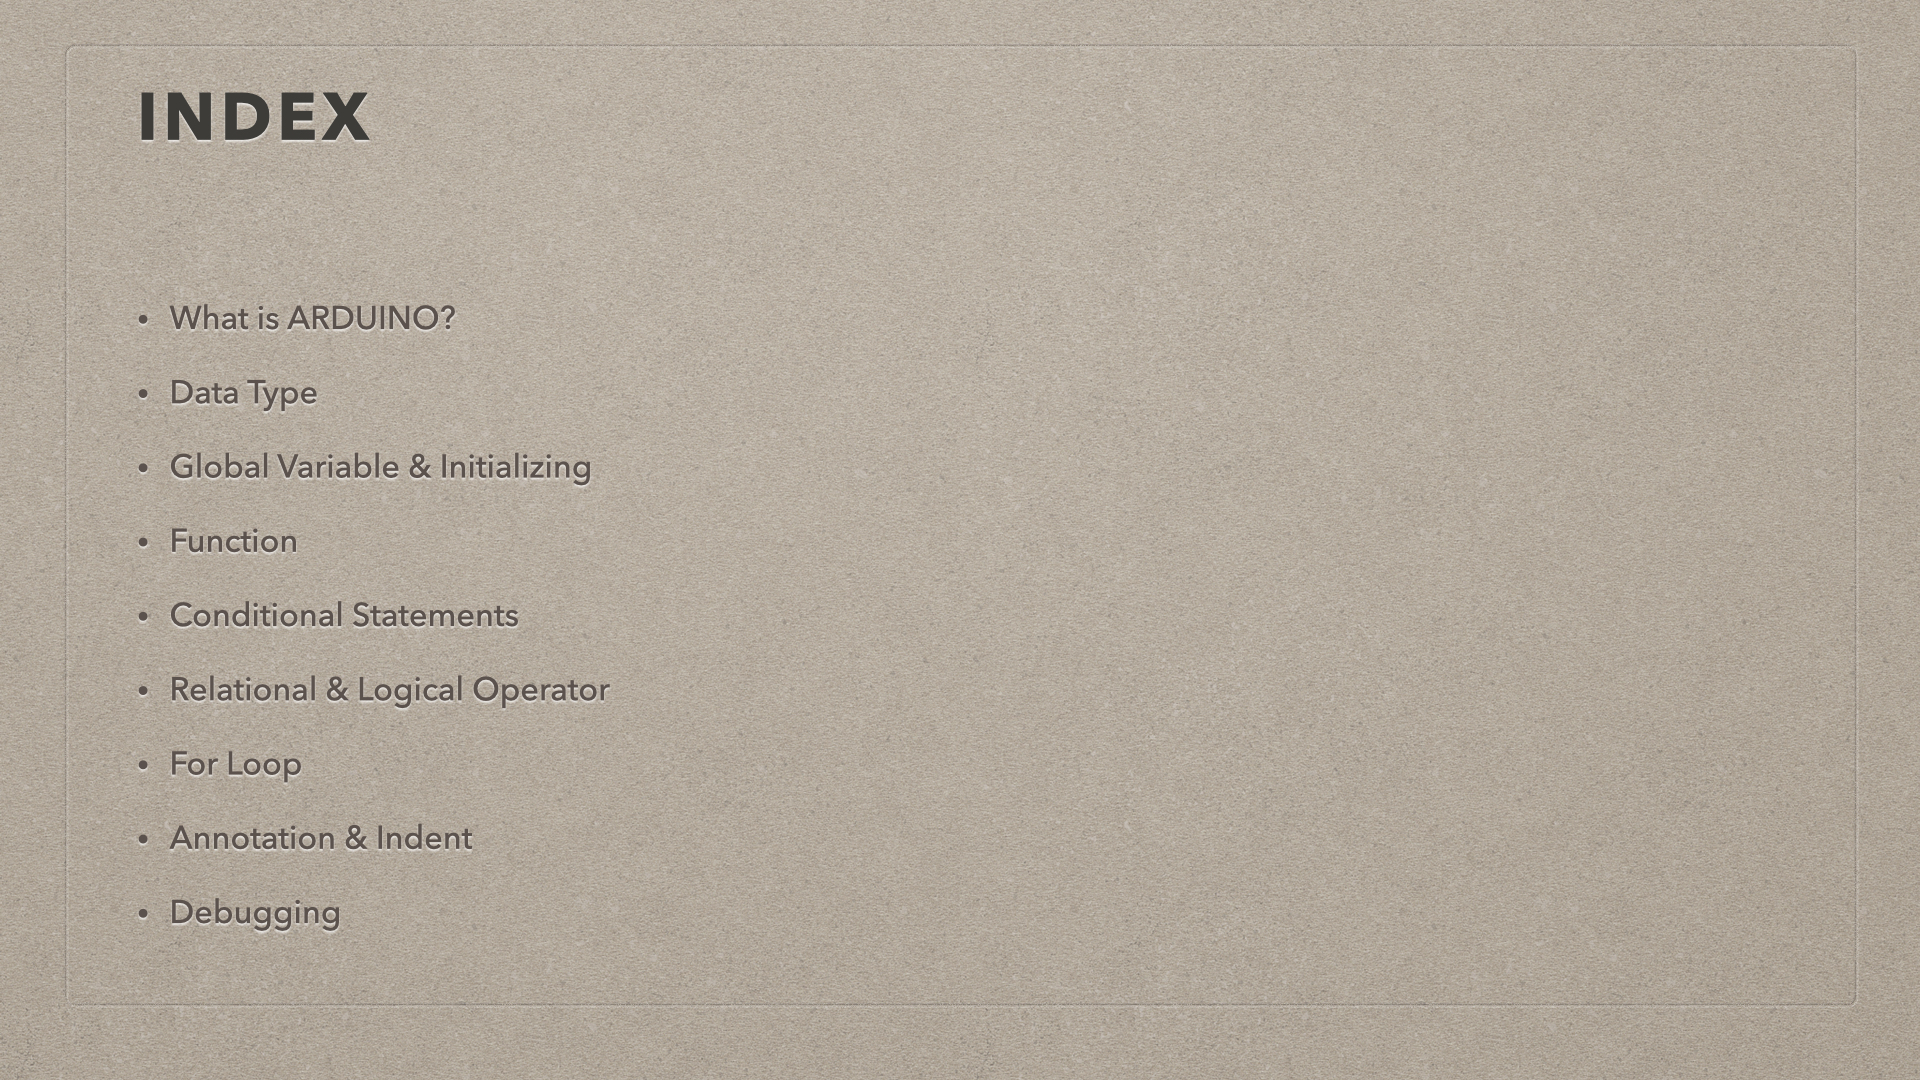 INDEX
• What is ARDUINO?
• Data Type
• Global Variable & Initializing
• Function
• Conditional Statements
• Relational & Logical Operator
• For Loop
• Annotation & Indent
• Debugging